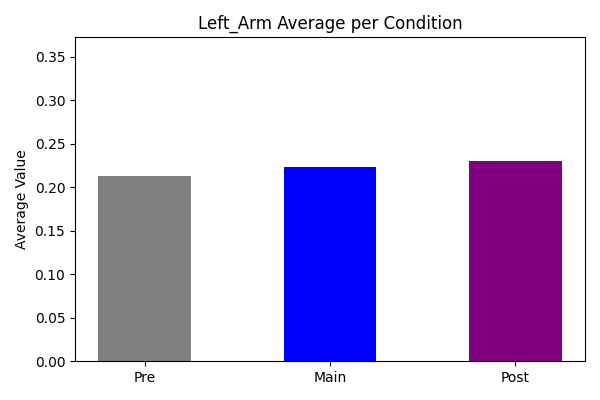 Left_Arm Average per Condition
Average Value
0.35
0.30
0.25
0.20
0.15
0.10
0.05
0.00
Pre
Main
Post